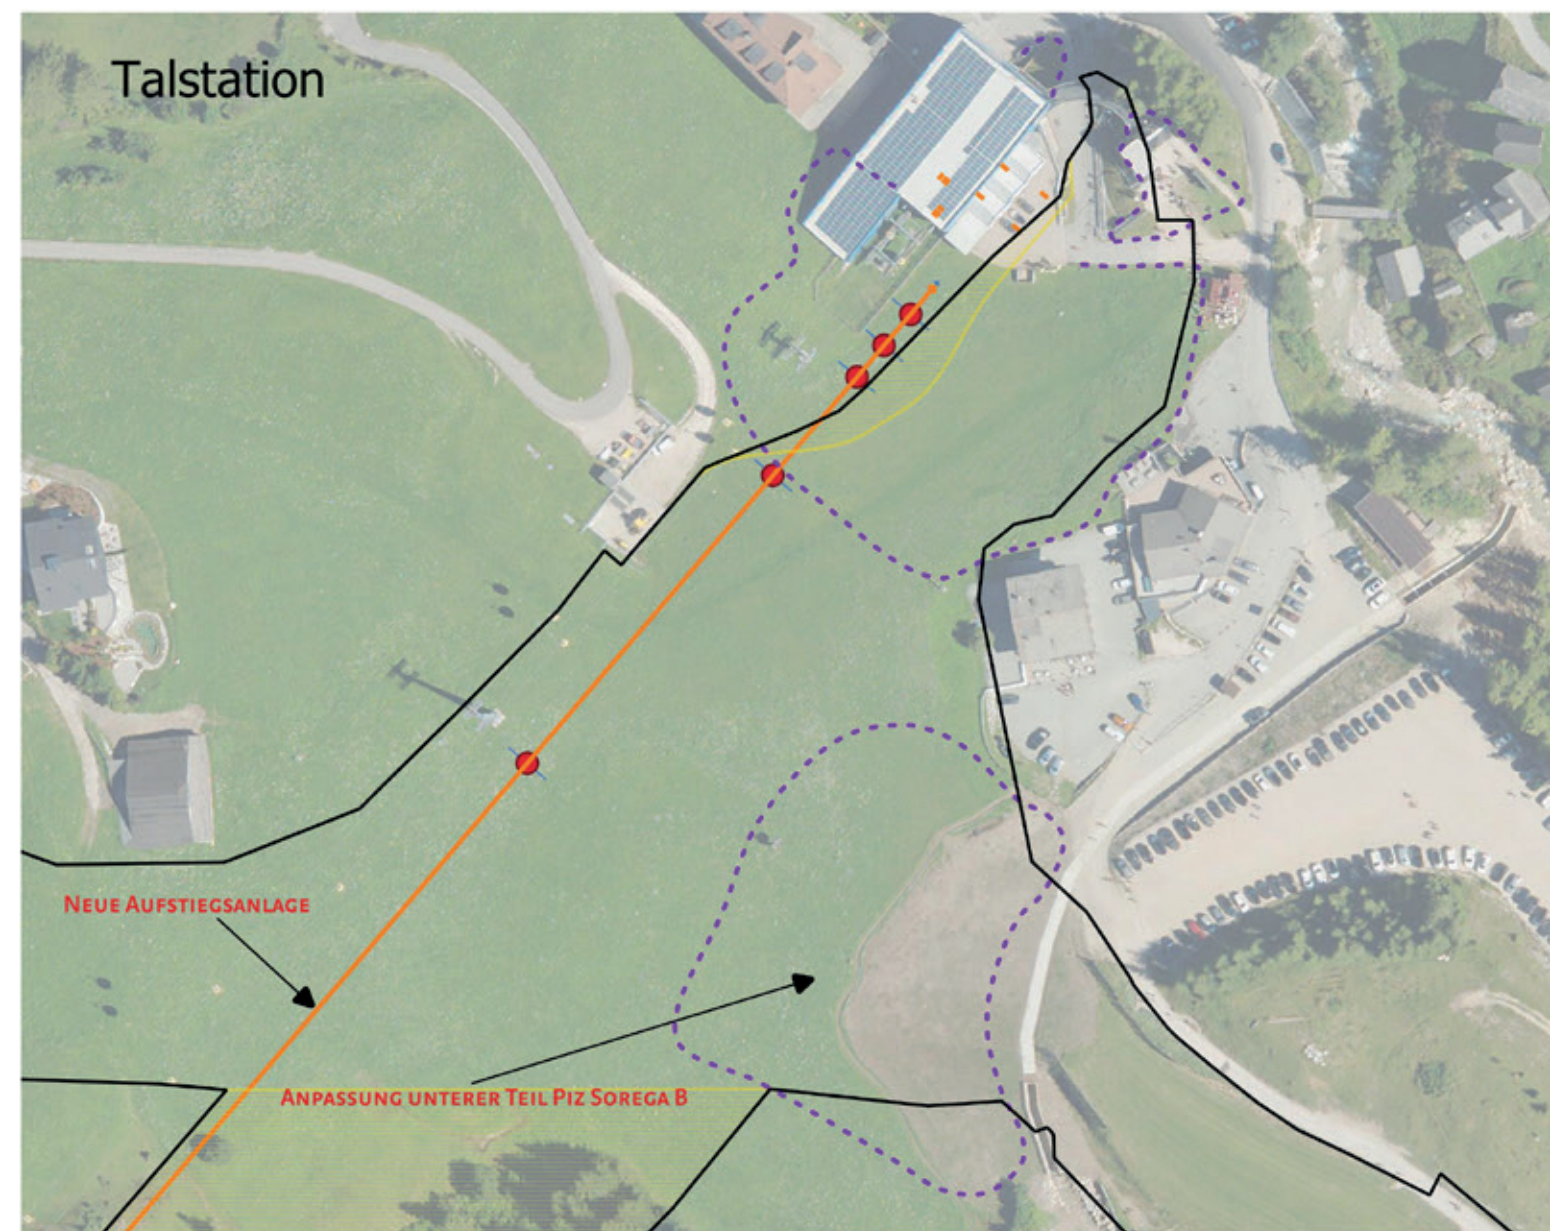 Talstation
Neue Aufstiegsanlage
Anpassung unterer Teil Piz Sorega B